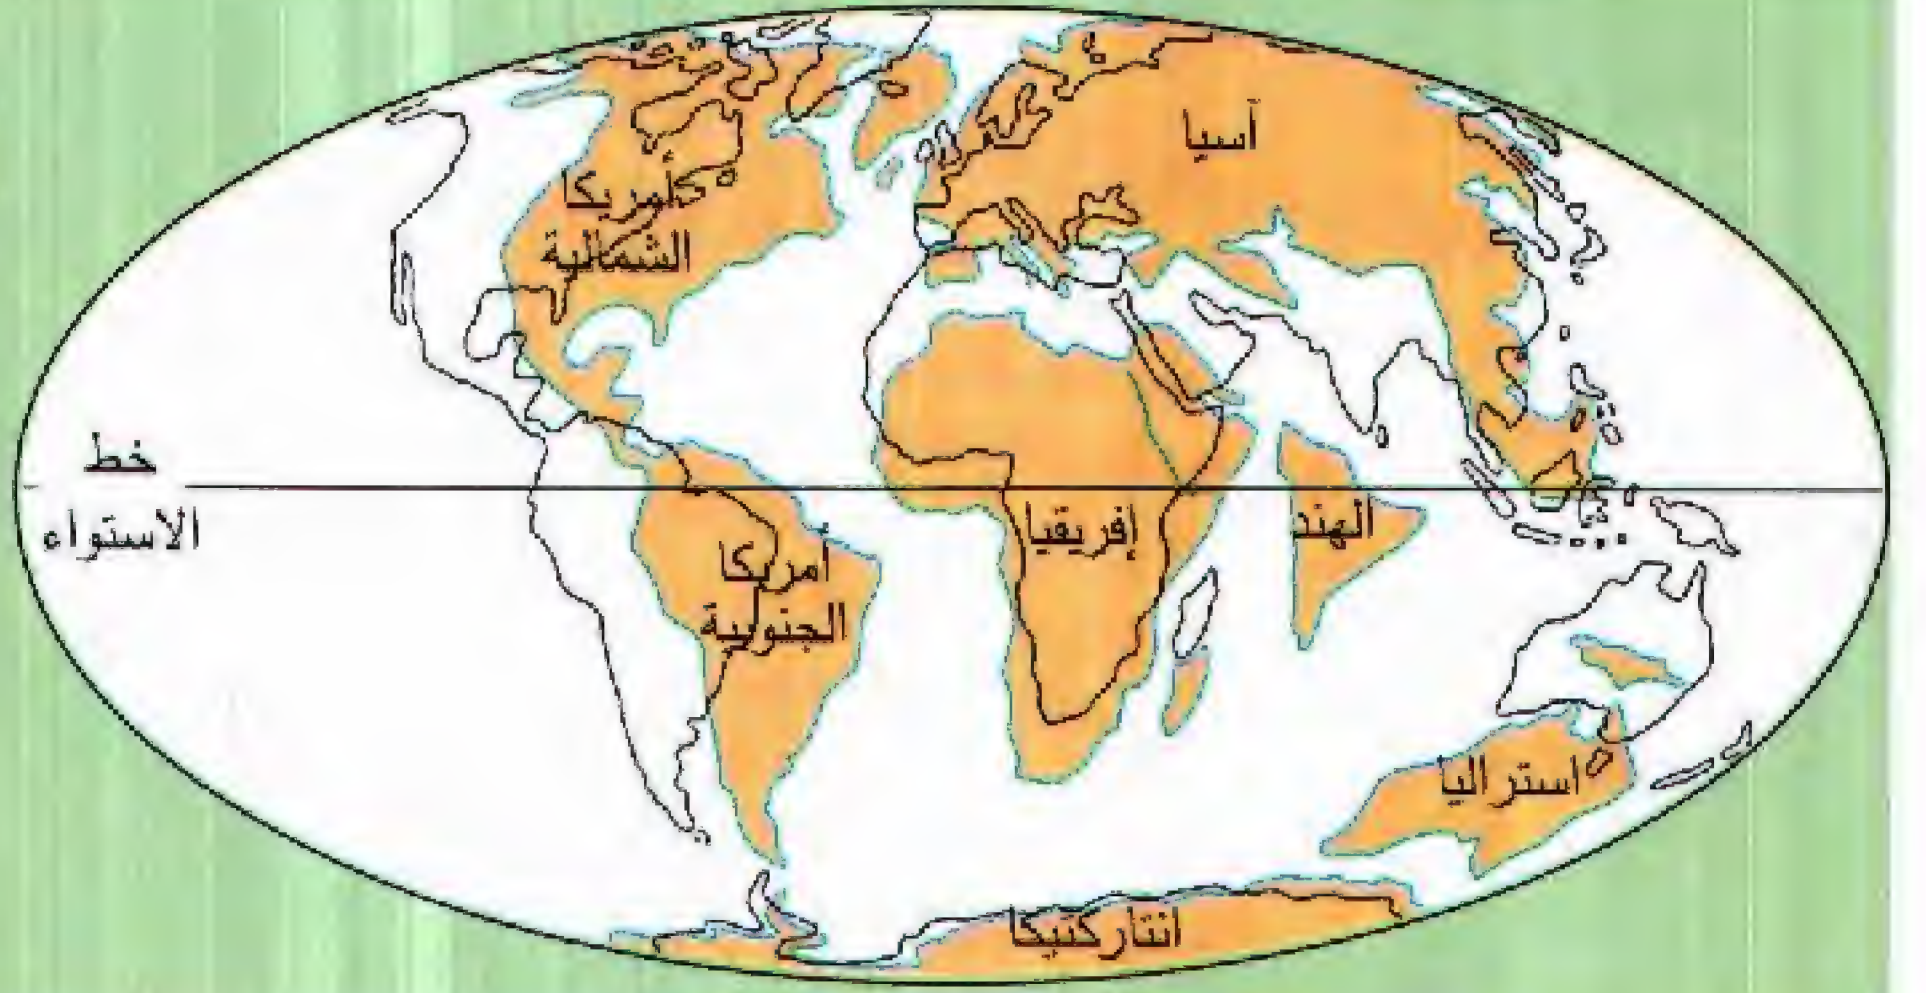 آسيا
أمريكا
الشمالية
خط
الاستواء
إفريقيا
الهند
أمريكا
الجنوبية
استراليا
انتاركتيكا